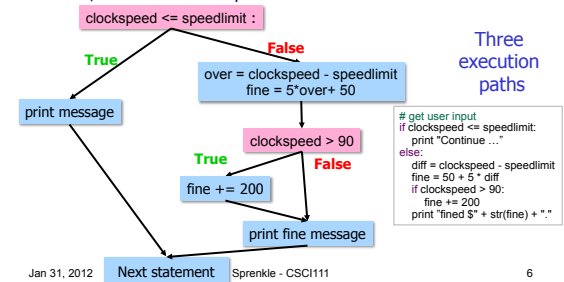 clockspeed <= speedlimit :
True
False
Three
execution
paths
over = clockspeed - speedlimit
fine = 5*over+ 50
print message
clockspeed > 90
True
False
fine += 200
print fine message
# get user input
if clockspeed <= speedlimit:
print "Continue …"
else:
diff = clockspeed - speedlimit
fine = 50 + 5 * diff
if clockspeed > 90:
fine += 200
print "fined $" + str(fine) + "."
Jan 31, 2012
Next statement
Sprenkle - CSCI111
6